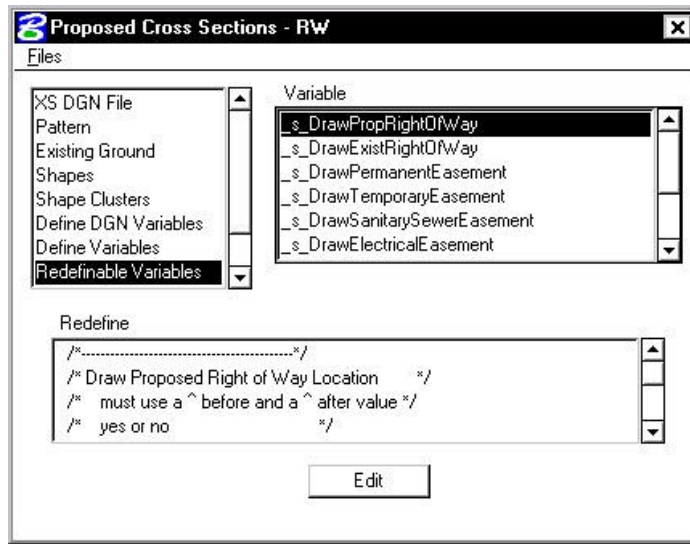 Proposed Cross Sections - RW
Files
XS DGN File
Pattern
Existing Ground
Shapes
Shape Clusters
Define DGN Variables
Define Variables
Redefinable Variables
Variable
_s_DrawPropRightOfWay
_s_DrawExistRightOfWay
_s_DrawPermanentEasement
_s_DrawTemporaryEasement
_s_DrawSanitarySewerEasement
_s_DrawElectricalEasement
Redefine
/*-------------------------------------------*/
/* Draw Proposed Right of Way Location */
/* must use a ^ before and a ^ after value */
/* yes or no */
Edit